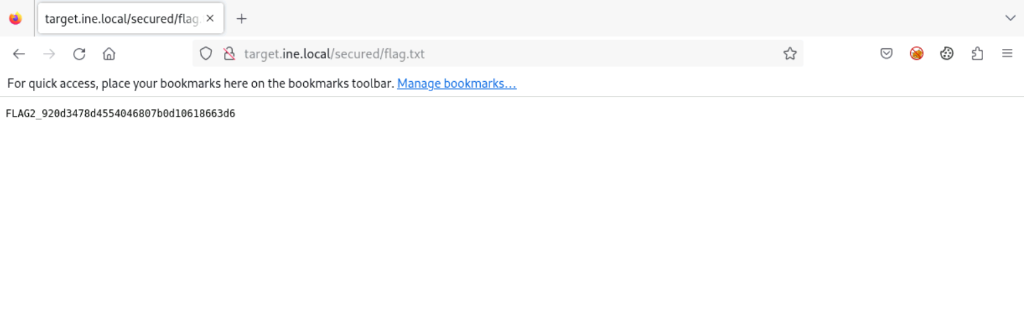 target.ine.local/secured/flag
target.ine.local/secured/flag.txt
For quick access, place your bookmarks here on the bookmarks toolbar. Manage bookmarks…
FLAG2_920d3478d4554046807b0d10618663d6